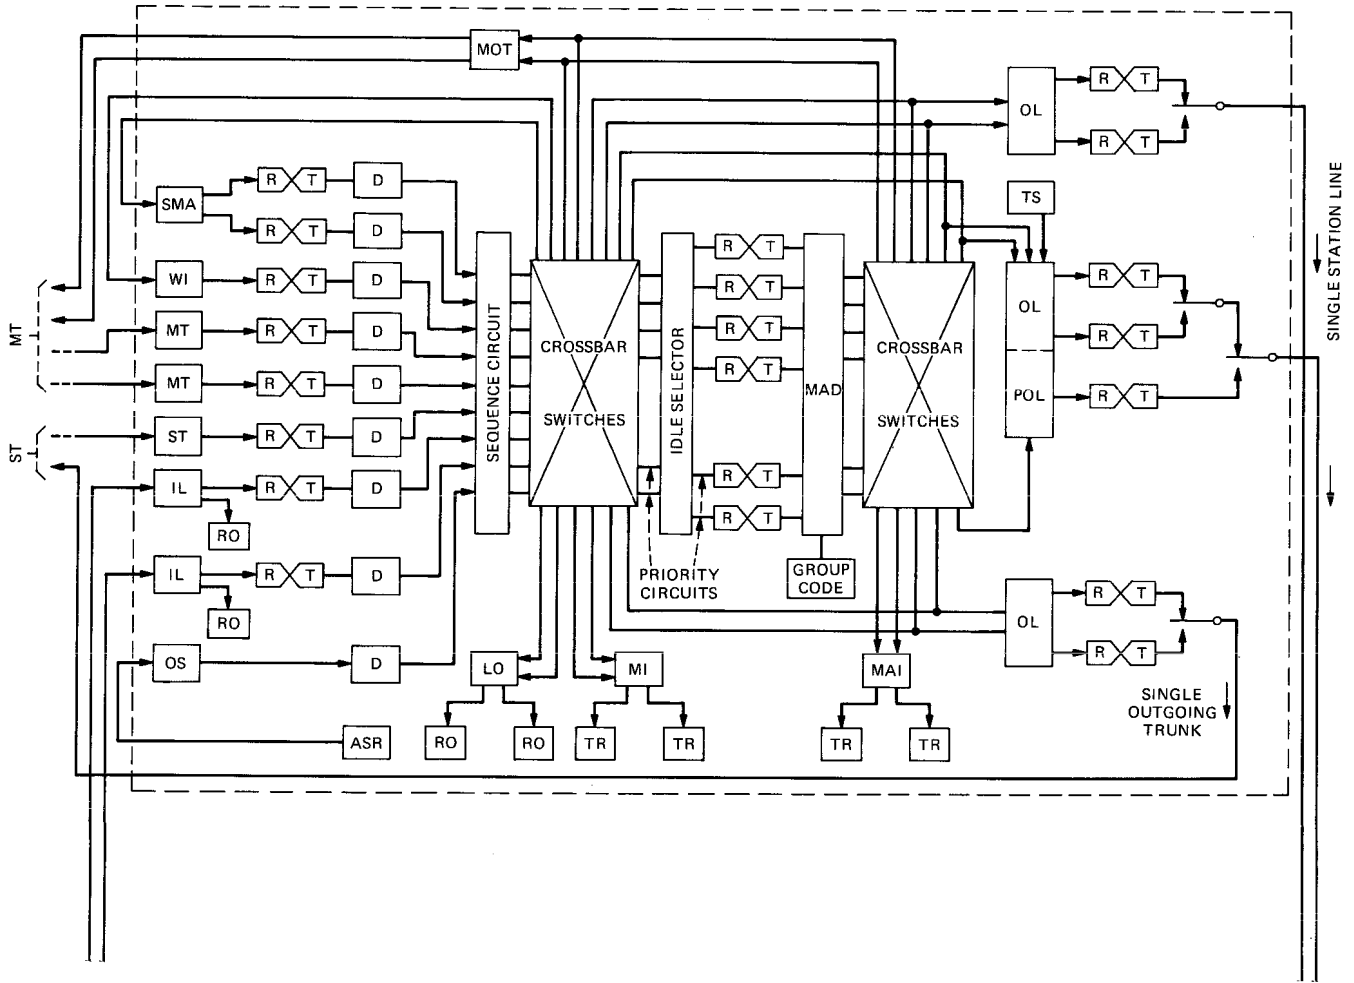 MOT
OL
R T
R T
SINGLE STATION LINE
SMA
R T
D
R T
D
TS
WI
R T
D
MT
MT
R T
D
MT
R T
D
ST
ST
R T
D
IL
R T
D
RO
IL
R T
D
RO
OS
D
ASR
SEQUENCE CIRCUIT
CROSSBAR
SWITCHES
IDLE SELECTOR
R T
R T
R T
R T
R T
R T
PRIORITY
CIRCUITS
MAD
GROUP
CODE
CROSSBAR
SWITCHES
OL
POL
R T
R T
R T
OL
R T
R T
SINGLE
OUTGOING
TRUNK
LO
RO
RO
MI
TR
TR
MAI
TR
TR